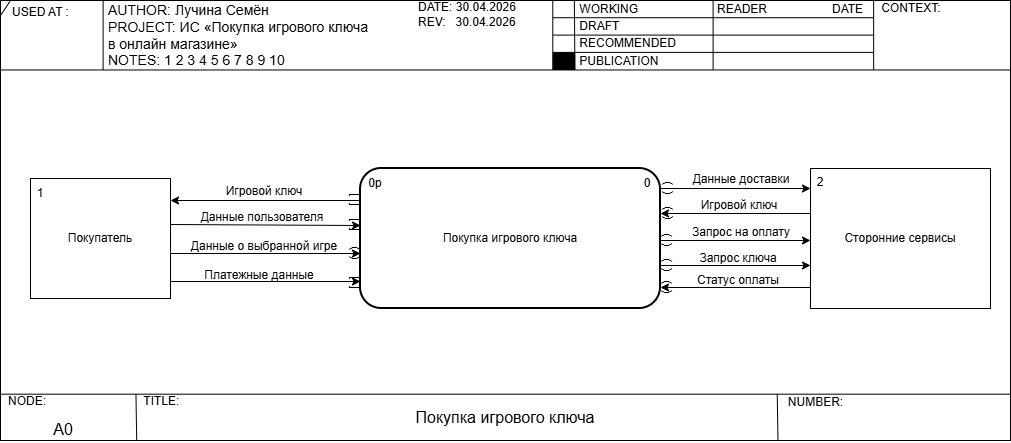 USED AT :
AUTHOR: Лучина Семён
PROJECT: ИС «Покупка игрового ключа
в онлайн магазине»
NOTES: 1 2 3 4 5 6 7 8 9 10
DATE: 30.04.2026
REV: 30.04.2026
WORKING
DRAFT
RECOMMENDED
PUBLICATION
READER DATE
CONTEXT:
1
Покупатель
Игровой ключ
Данные пользователя
Данные о выбранной игре
Платежные данные
0р
0
Покупка игрового ключа
Данные доставки
Игровой ключ
Запрос на оплату
Запрос ключа
Статус оплаты
2
Сторонние сервисы
NODE:
A0
TITLE:
Покупка игрового ключа
NUMBER: